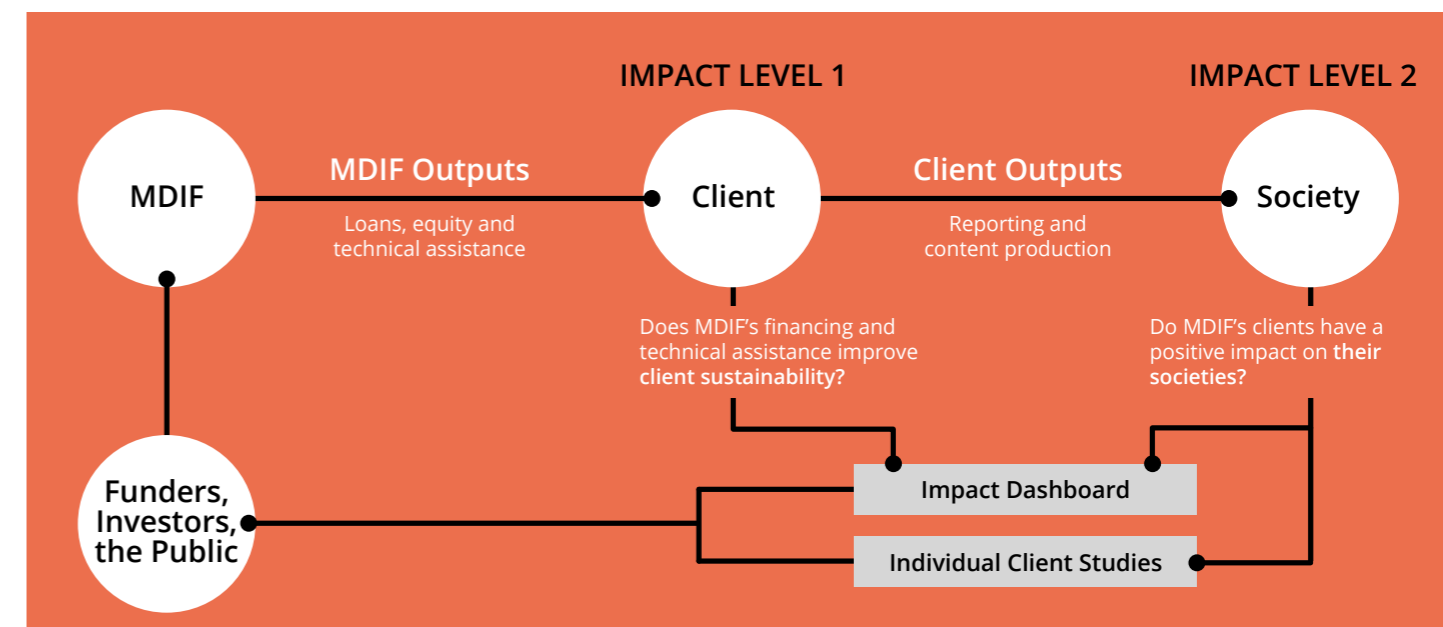 IMPACT LEVEL 1
IMPACT LEVEL 2
MDIF
MDIF Outputs
Loans, equity and
technical assistance
Client
Client Outputs
Reporting and
content production
Society
Does MDIF’s financing and
technical assistance improve
client sustainability?
Do MDIF’s clients have a
positive impact on their
societies?
Funders,
Investors,
the Public
Impact Dashboard
Individual Client Studies